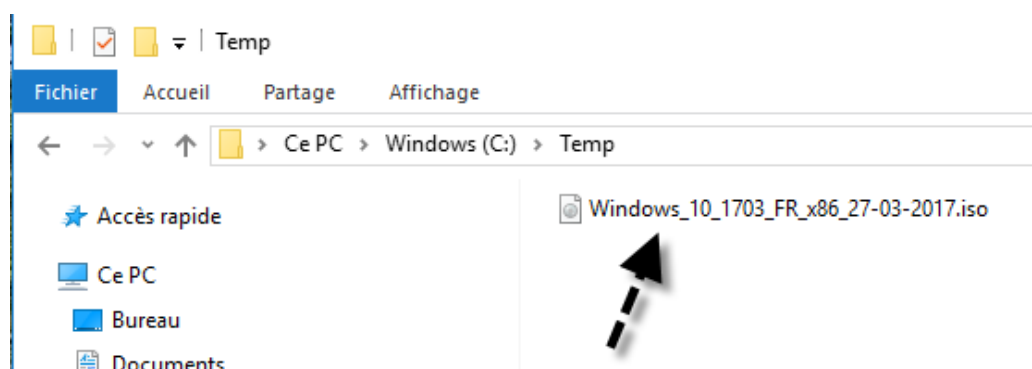 Temp
Fichier Accueil Partage Affichage
Ce PC > Windows (C:) > Temp
Accès rapide
Windows_10_1703_FR_x86_27-03-2017.iso
Ce PC
Bureau
Documents